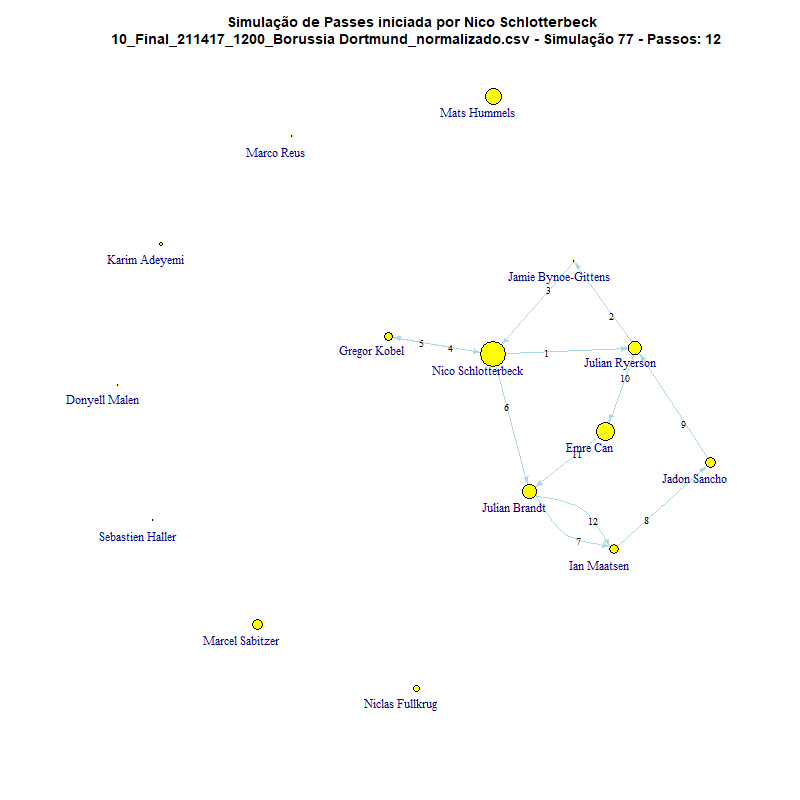 Simulação de Passes iniciada por Nico Schlotterbeck
10_Final_211417_1200_Borussia Dortmund_normalizado.csv - Simulação 77 - Passos: 12
Mats Hummels
Marco Reus
Karim Adeyemi
Jamie Bynoe-Gittens
3
2
5
4
1
Gregor Kobel
Nico Schlotterbeck
Julian Ryerson
10
Donyell Malen
6
9
Emre Can
11
Jadon Sancho
Julian Brandt
12
8
Sebastien Haller
7
Ian Maatsen
Marcel Sabitzer
Niclas Fullkrug